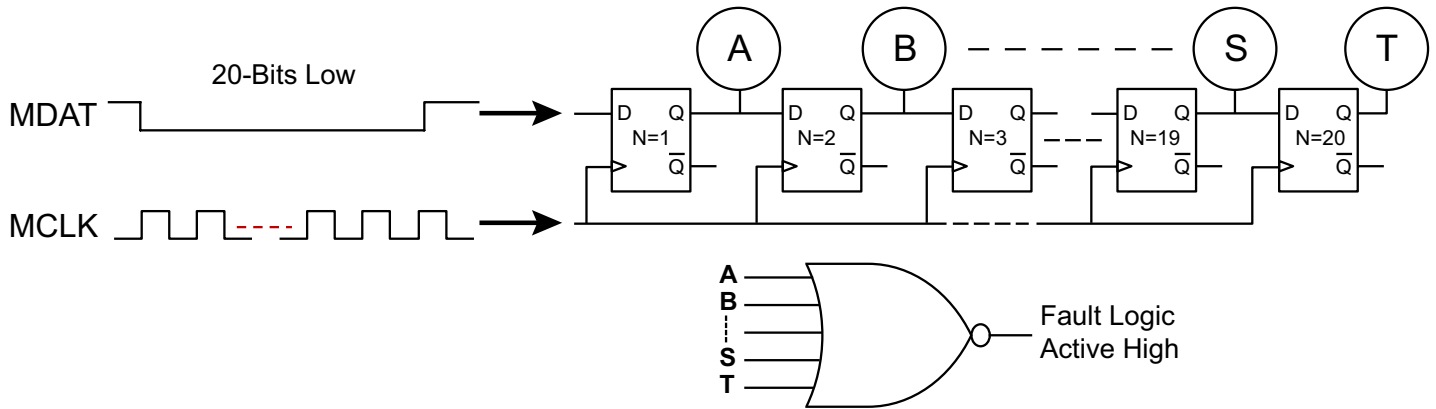 20-Bits Low
MDAT
MCLK
A
B
S
T
D Q
N=1
Q
D Q
N=2
Q
D Q
N=3
Q
D Q
N=19
Q
D Q
N=20
Q
A
B
S
T
Fault Logic
Active High